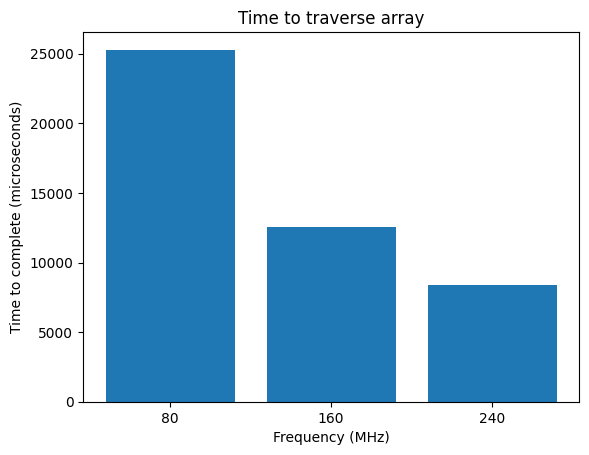 Time to traverse array
Time to complete (microseconds)
25000
20000
15000
10000
5000
0
80 160 240
Frequency (MHz)